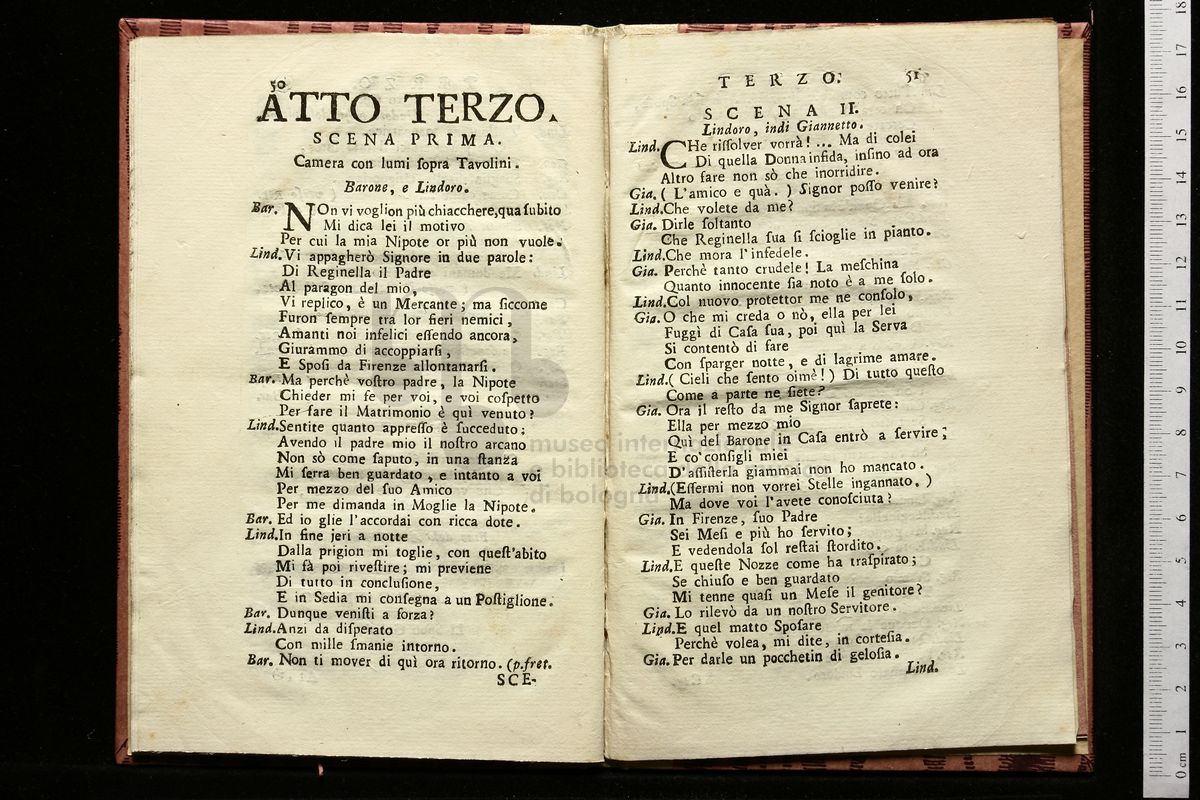 50
ATTO TERZO.
SCENA PRIMA.
Camera con lumi ſopra Tavolini.
Barone, e Lindoro.
Bar. NOn vi voglion più chiacchere, qua ſubito
Mi dica lei il motivo
Per cui la mia Nipote or più non vuole.
Lind. Vi appagherò Signore in due parole:
Di Reginella il Padre
Al paragon del mio,
Vi replico, è un Mercante; ma ſiccome
Furon ſempre tra lor fieri nemici,
Amanti noi infelici eſſendo ancora,
Giurammo di accoppiarſi,
E Spoſi da Firenze allontanarſi.
Bar. Ma perchè voſtro padre, la Nipote
Chieder mi fe per voi, e voi coſpetto
Per fare il Matrimonio è quì venuto?
Lind. Sentite quanto appreſſo è ſucceduto;
Avendo il padre mio il noſtro arcano
Non sò come ſaputo, in una ſtanza
Mi ſerra ben guardato, e intanto a voi
Per mezzo del ſuo Amico
Per me dimanda in Moglie la Nipote.
Bar. Ed io glie l'accordai con ricca dote.
Lind. In fine jeri a notte
Dalla prigion mi toglie, con queſt'abito
Mi fà poi riveſtire; mi previene
Di tutto in concluſione,
E in Sedia mi conſegna a un Poſtiglione.
Bar. Dunque veniſti a forza?
Lind. Anzi da diſperato
Con mille ſmanie intorno.
Bar. Non ti mover di quì ora ritorno. (p.fret.
SCE-
TERZO. 51
SCENA II.
Lindoro, indi Giannetto.
Lind. CHe riſſolver vorrà! ... Ma di colei
Di quella Donna infida, inſino ad ora
Altro fare non sò che inorridire.
Gia. ( L'amico e quà. ) Signor poſſo venire?
Lind. Che volete da me?
Gia. Dirle ſoltanto
Che Reginella ſua ſi ſcioglie in pianto.
Lind. Che mora l'infedele.
Gia. Perchè tanto crudele! La meſchina
Quanto innocente ſia noto è a me ſolo.
Lind. Col nuovo protettor me ne conſolo,
Gia. O che mi creda o nò, ella per lei
Fuggì di Caſa ſua, poi quì la Serva
Si contentò di fare
Con ſparger notte, e di lagrime amare.
Lind. ( Cieli che ſento oimè! ) Di tutto queſto
Come a parte ne ſiete?
Gia. Ora il reſto da me Signor ſaprete:
Ella per mezzo mio
Quì del Barone in Caſa entrò a ſervire;
E co' conſigli miei
D'aſſiſterla giammai non ho mancato.
Lind. (Eſſermi non vorrei Stelle ingannato. )
Ma dove voi l'avete conoſciuta?
Gia. In Firenze, ſuo Padre
Sei Meſi e più ho ſervito;
E vedendola ſol reſtai ſtordito.
Lind. E queſte Nozze come ha traſpirato;
Se chiuſo e ben guardato
Mi tenne quaſi un Meſe il genitore?
Gia. Lo rilevò da un noſtro Servitore.
Lind. E quel matto Spoſare
Perchè volea, mi dite, in corteſia.
Gia. Per darle un pocchetin di geloſia.
Lind.